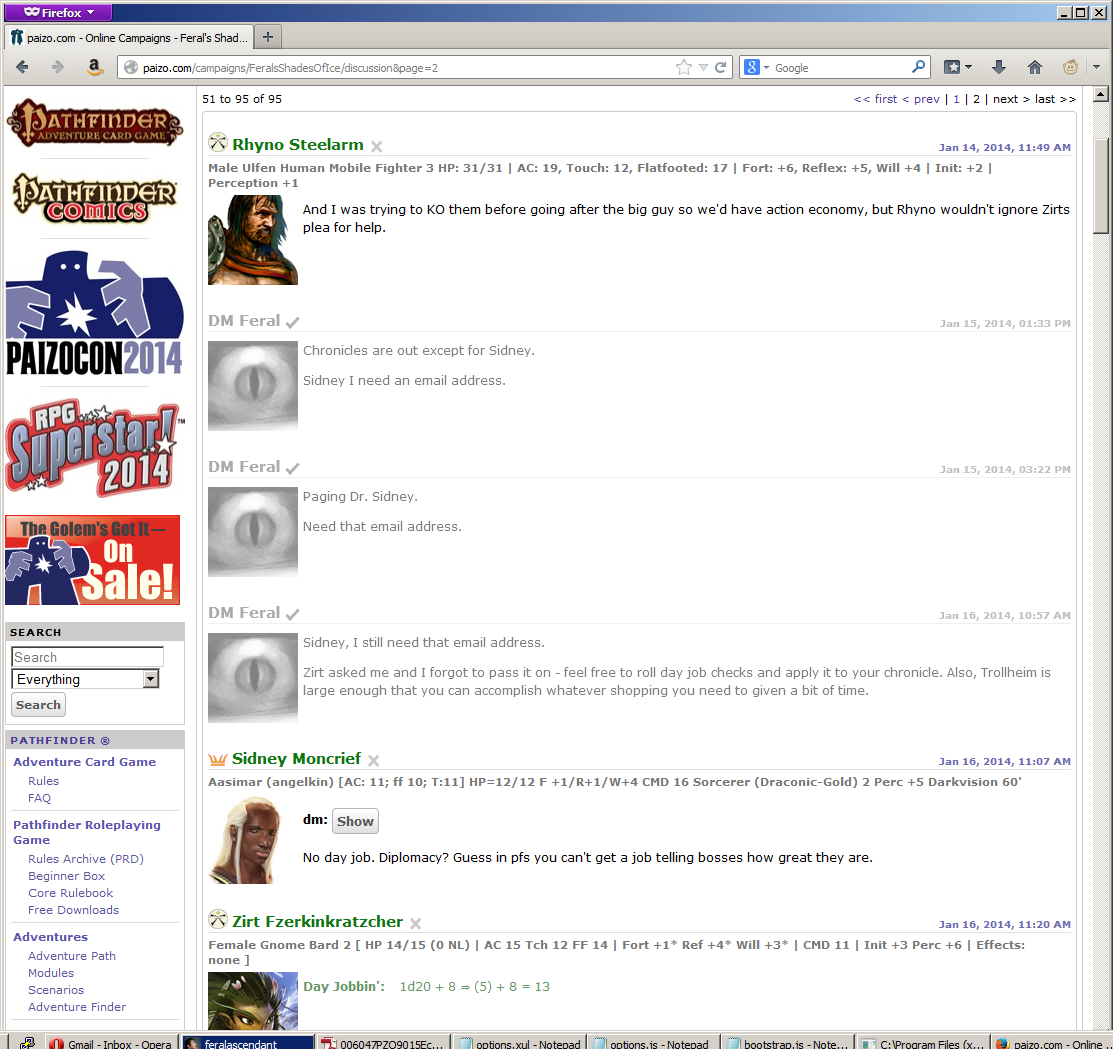 Firefox
paizo.com - Online Campaigns - Feral's Shad...
paizo.com/campaigns/FeralsShadesOfIce/discussion&page=2
Google
PATHFINDER
ADVENTURE CARD GAME
PATHFINDER
COMICS
PAIZOCON2014
RPG
Superstar!™
2014
The Golem's Got It —
On
Sale!
SEARCH
Search
Everything
Search
PATHFINDER ®
Adventure Card Game
Rules
FAQ
Pathfinder Roleplaying
Game
Rules Archive (PRD)
Beginner Box
Core Rulebook
Free Downloads
Adventures
Adventure Path
Modules
Scenarios
Adventure Finder
51 to 95 of 95
<< first < prev | 1 | 2 | next > last >>
Rhyno Steelarm
Jan 14, 2014, 11:49 AM
Male Ulfen Human Mobile Fighter 3 HP: 31/31 | AC: 19, Touch: 12, Flatfooted: 17 | Fort: +6, Reflex: +5, Will +4 | Init: +2 |
Perception +1
And I was trying to KO them before going after the big guy so we'd have action economy, but Rhyno wouldn't ignore Zirts
plea for help.
DM Feral
Jan 15, 2014, 01:33 PM
Chronicles are out except for Sidney.
Sidney I need an email address.
DM Feral
Jan 15, 2014, 03:22 PM
Paging Dr. Sidney.
Need that email address.
DM Feral
Jan 16, 2014, 10:57 AM
Sidney, I still need that email address.
Zirt asked me and I forgot to pass it on - feel free to roll day job checks and apply it to your chronicle. Also, Trollheim is
large enough that you can accomplish whatever shopping you need to given a bit of time.
Sidney Moncrief
Jan 16, 2014, 11:07 AM
Aasimar (angelkin) [AC: 11; ff 10; T:11] HP=12/12 F +1/R+1/W+4 CMD 16 Sorcerer (Draconic-Gold) 2 Perc +5 Darkvision 60'
dm: Show
No day job. Diplomacy? Guess in pfs you can't get a job telling bosses how great they are.
Zirt Fzerkinkratzcher
Jan 16, 2014, 11:20 AM
Female Gnome Bard 2 [ HP 14/15 (0 NL) | AC 15 Tch 12 FF 14 | Fort +1* Ref +4* Will +3* | CMD 11 | Init +3 Perc +6 | Effects:
none ]
Day Jobbin': 1d20 + 8 ⇒ (5) + 8 = 13
Gmail - Inbox - Opera
feralascendant
006047PZO9015Ec...
options.xul - Notepad
options.js - Notepad
bootstrap.js - Note...
C:\Program Files (x...
paizo.com - Online ...